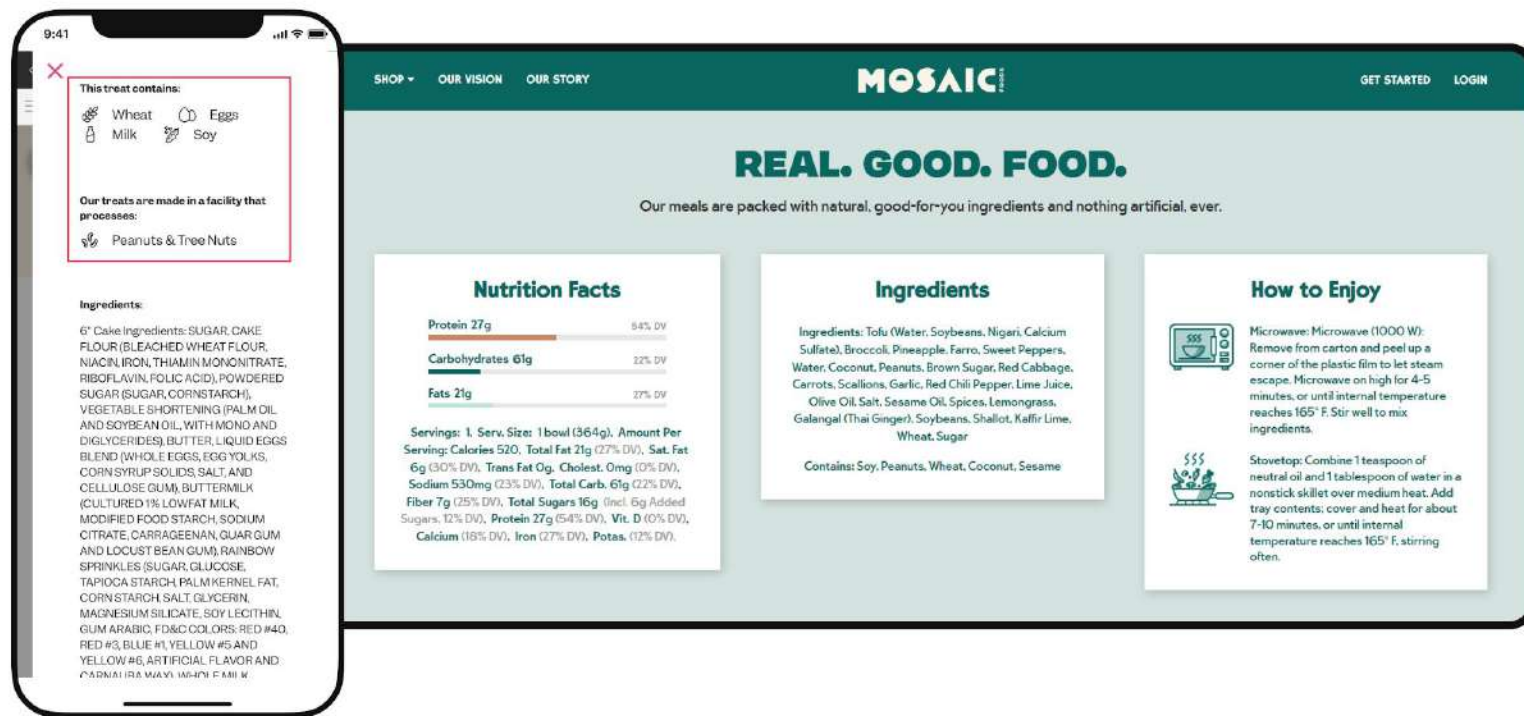 9:41
This treat contains:
Wheat Eggs
Milk Soy
Our treats are made in a facility that
processes:
Peanuts & Tree Nuts
Ingredients:
6" Cake Ingredients: SUGAR, CAKE
FLOUR (BLEACHED WHEAT FLOUR,
NIACIN, IRON, THIAMIN MONONITRATE,
RIBOFLAVIN, FOLIC ACID), POWDERED
SUGAR (SUGAR, CORNSTARCH),
VEGETABLE SHORTENING (PALM OIL
AND SOYBEAN OIL, WITH MONO AND
DIGLYCERIDES), BUTTER, LIQUID EGGS
BLEND (WHOLE EGGS, EGG YOLKS,
CORN SYRUP SOLIDS, SALT, AND
CELLULOSE GUM), BUTTERMILK
(CULTURED 1% LOWFAT MILK,
MODIFIED FOOD STARCH, SODIUM
CITRATE, CARRAGEENAN, GUAR GUM
AND LOCUST BEAN GUM), RAINBOW
SPRINKLES (SUGAR, GLUCOSE,
TAPIOCA STARCH, PALM KERNEL FAT,
CORN STARCH, SALT, GLYCERIN,
MAGNESIUM SILICATE, SOY LECITHIN,
GUM ARABIC, FD&C COLORS: RED #40,
RED #3, BLUE #1, YELLOW #5 AND
YELLOW #6, ARTIFICIAL FLAVOR AND
CARNAUBA WAX), WHOLE MILK
SHOP OUR VISION OUR STORY
MOSAIC FOODS
GET STARTED LOGIN
REAL. GOOD. FOOD.
Our meals are packed with natural, good-for-you ingredients and nothing artificial, ever.
Nutrition Facts
Protein 27g 54% DV
Carbohydrates 61g 22% DV
Fats 21g 27% DV
Servings: 1, Serv. Size: 1 bowl (364g), Amount Per
Serving: Calories 520, Total Fat 21g (27% DV), Sat. Fat
6g (30% DV), Trans Fat 0g, Cholest. 0mg (0% DV),
Sodium 530mg (23% DV), Total Carb. 61g (22% DV),
Fiber 7g (25% DV), Total Sugars 16g (Incl. 6g Added
Sugars, 12% DV), Protein 27g (54% DV), Vit. D (0% DV),
Calcium (18% DV), Iron (27% DV), Potas. (12% DV).
Ingredients
Ingredients: Tofu (Water, Soybeans, Nigari, Calcium
Sulfate), Broccoli, Pineapple, Farro, Sweet Peppers,
Water, Coconut, Peanuts, Brown Sugar, Red Cabbage,
Carrots, Scallions, Garlic, Red Chili Pepper, Lime Juice,
Olive Oil, Salt, Sesame Oil, Spices, Lemongrass,
Galangal (Thai Ginger), Soybeans, Shallot, Kaffir Lime,
Wheat, Sugar
Contains: Soy, Peanuts, Wheat, Coconut, Sesame
How to Enjoy
Microwave: Microwave (1000 W):
Remove from carton and peel up a
corner of the plastic film to let steam
escape. Microwave on high for 4-5
minutes, or until internal temperature
reaches 165° F. Stir well to mix
ingredients.
Stovetop: Combine 1 teaspoon of
neutral oil and 1 tablespoon of water in a
nonstick skillet over medium heat. Add
tray contents; cover and heat for about
7-10 minutes, or until internal
temperature reaches 165° F, stirring
often.